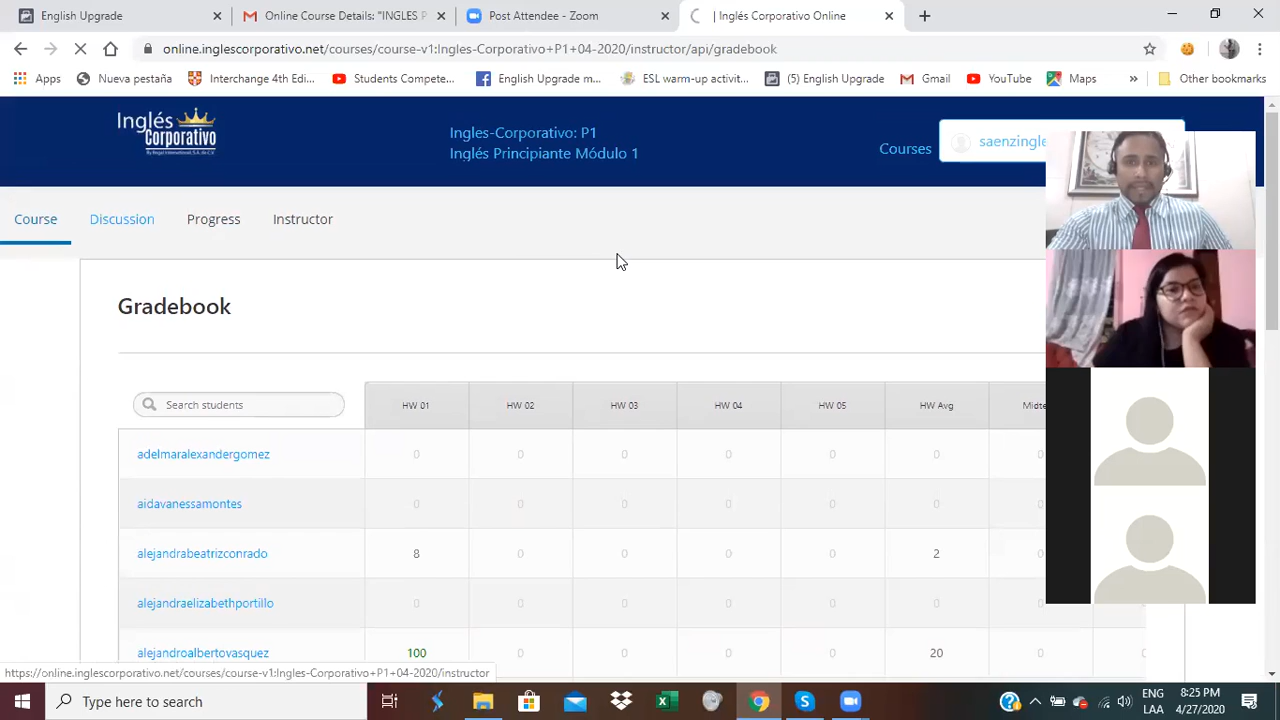 English Upgrade
Online Course Details: "INGLES P
Post Attendee - Zoom
| Inglés Corporativo Online
online.inglescorporativo.net/courses/course-v1:Ingles-Corporativo+P1+04-2020/instructor/api/gradebook
Apps
Nueva pestaña
Interchange 4th Edi...
Students Compete...
English Upgrade m...
ESL warm-up activit...
(5) English Upgrade
Gmail
YouTube
Maps
»
Other bookmarks
Inglés
Corporativo
Ingles-Corporativo: P1
Inglés Principiante Módulo 1
Courses
saenzingle
Course
Discussion
Progress
Instructor
Gradebook
Search students
HW 01
HW 02
HW 03
HW 04
HW 05
HW Avg
Midte
adelmaralexandergomez
0 0 0 0 0 0
aidavanessamontes
0 0 0 0 0 0
alejandrabeatrizconrado
8 0 0 0 0 2
alejandraelizabethportillo
0 0 0 0 0 0 0
alejandroalbertovasquez
100 0 0 0 0 20 0
https://online.inglescorporativo.net/courses/course-v1:Ingles-Corporativo+P1+04-2020/instructor
Type here to search
ENG
LAA
8:25 PM
4/27/2020